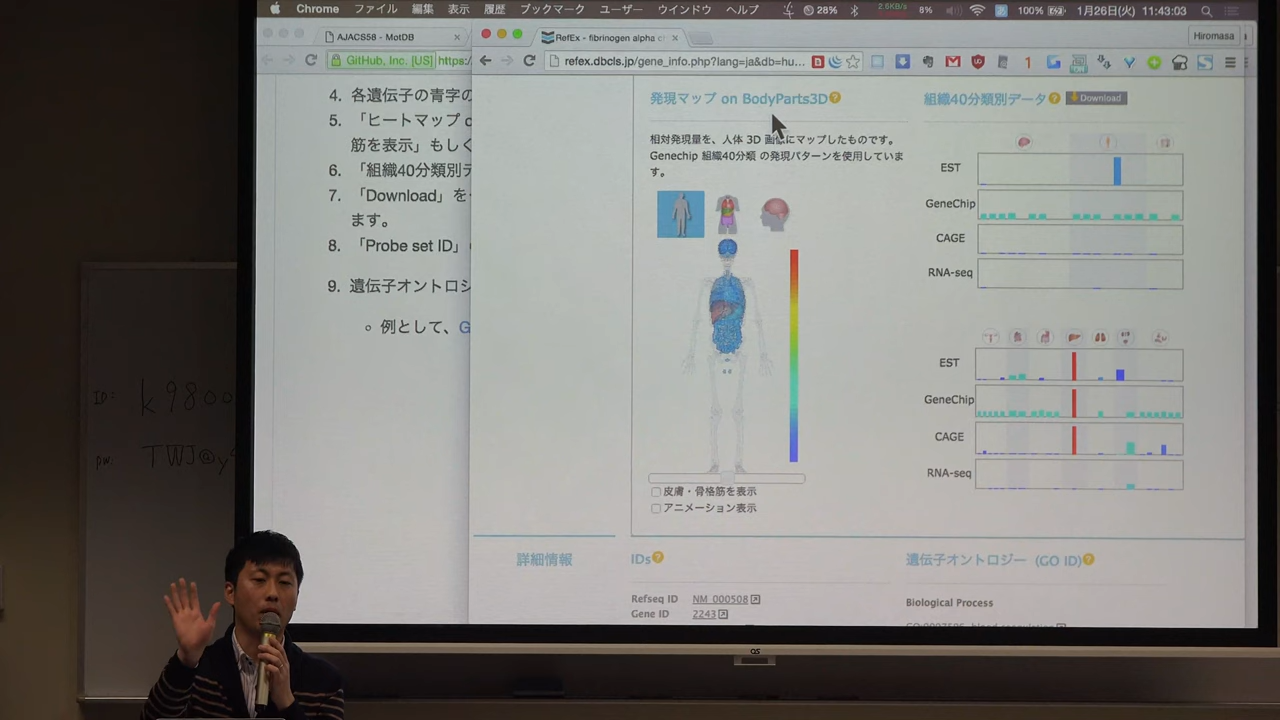 Chrome ファイル 編集 表示 履歴 ブックマーク ユーザー ウインドウ ヘルプ 28% 2.6KB/s 8% 100% 1月26日(火) 11:43:03
AJACS56 - MotDB ×
RefEx - fibrinogen alpha c ×
Hiromasa
GitHub, Inc. [US] https:
refex.dbcls.jp/gene_info.php?lang=ja&db=hu...
4. 各遺伝子の青字の
5. 「ヒートマップ
筋を表示」もしく
6. 「組織40分類別デ
7. 「Download」を
ます。
8. 「Probe set ID」
9. 遺伝子オントロジ
例として、G
発現マップ on BodyParts3D ?
相対発現量を、人体 3D 画像にマップしたものです。
Genechip 組織40分類 の発現パターンを使用していま
す。
皮膚・骨格筋を表示
アニメーション表示
組織40分類別データ ? Download
EST
GeneChip
CAGE
RNA-seq
EST
GeneChip
CAGE
RNA-seq
詳細情報
IDs ?
Refseq ID NM_000508
Gene ID 2243
遺伝子オントロジー (GO ID) ?
Biological Process
ID: k9800
pw: TWJ@y